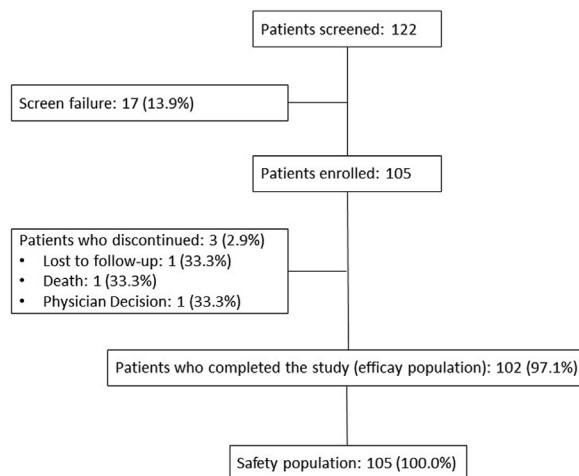 Patients screened: 122
Screen failure: 17 (13.9%)
Patients enrolled: 105
Patients who discontinued: 3 (2.9%)
• Lost to follow-up: 1 (33.3%)
• Death: 1 (33.3%)
• Physician Decision: 1 (33.3%)
Patients who completed the study (efficay population): 102 (97.1%)
Safety population: 105 (100.0%)